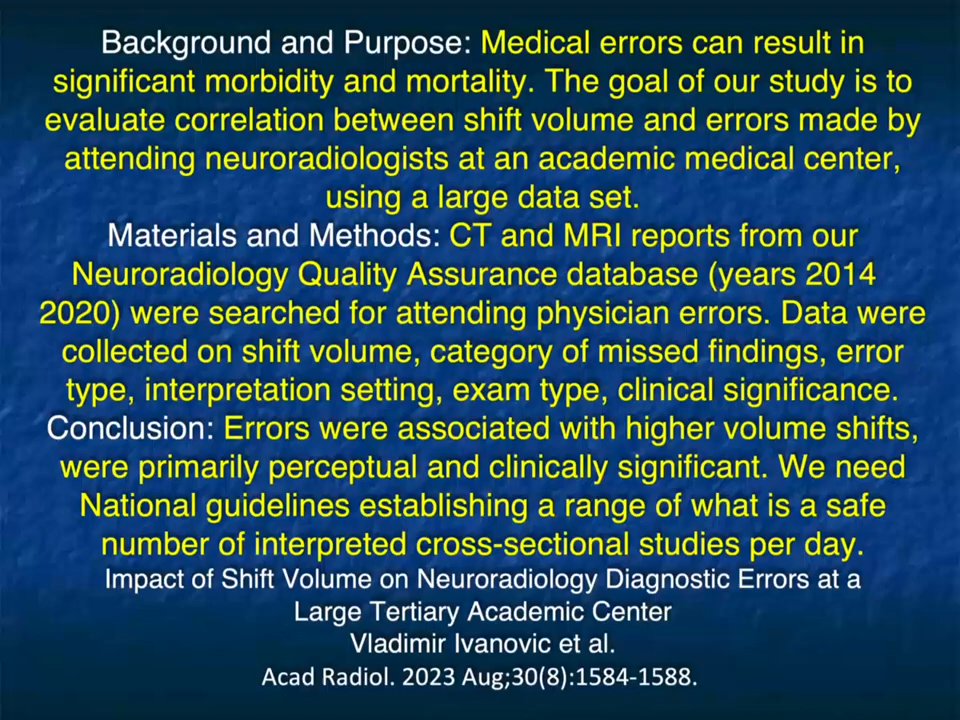 Background and Purpose: Medical errors can result in
significant morbidity and mortality. The goal of our study is to
evaluate correlation between shift volume and errors made by
attending neuroradiologists at an academic medical center,
using a large data set.
Materials and Methods: CT and MRI reports from our
Neuroradiology Quality Assurance database (years 2014
2020) were searched for attending physician errors. Data were
collected on shift volume, category of missed findings, error
type, interpretation setting, exam type, clinical significance.
Conclusion: Errors were associated with higher volume shifts,
were primarily perceptual and clinically significant. We need
National guidelines establishing a range of what is a safe
number of interpreted cross-sectional studies per day.
Impact of Shift Volume on Neuroradiology Diagnostic Errors at a
Large Tertiary Academic Center
Vladimir Ivanovic et al.
Acad Radiol. 2023 Aug;30(8):1584-1588.